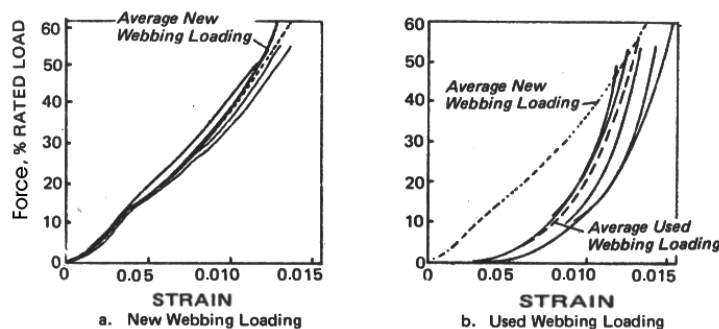 Force, % RATED LOAD
60
50
40
30
20
10
0
Average New
Webbing Loading
0
0.05
0.010
0.015
STRAIN
a. New Webbing Loading
60
50
40
30
20
10
0
Average New
Webbing Loading
Average Used
Webbing Loading
0
0.05
0.010
0.015
STRAIN
b. Used Webbing Loading